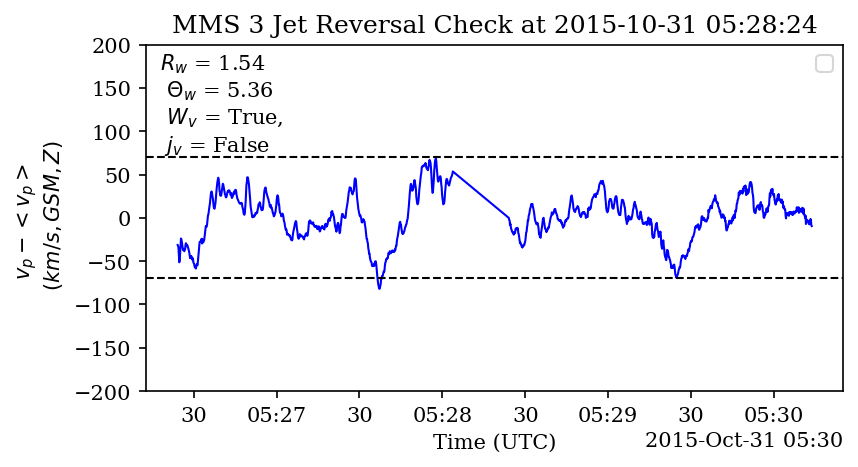 MMS 3 Jet Reversal Check at 2015-10-31 05:28:24
R_w = 1.54
Θ_w = 5.36
W_v = True,
j_v = False
v_p − < v_p >
(km/s, GSM, Z)
200
150
100
50
0
−50
−100
−150
−200
30 05:27 30 05:28 30 05:29 30 05:30
Time (UTC)
2015-Oct-31 05:30